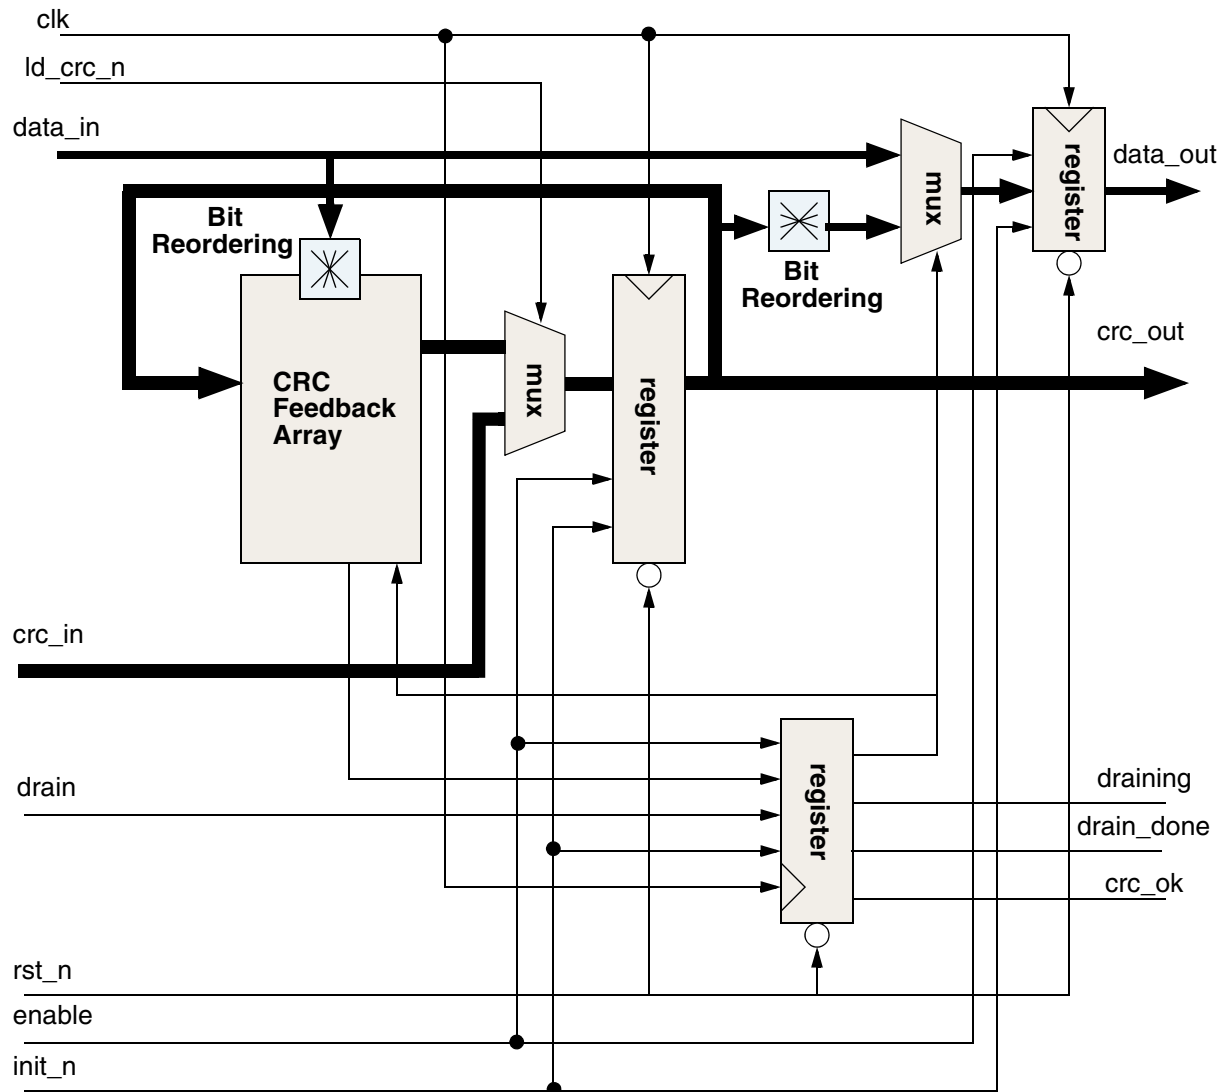 clk
ld_crc_n
data_in
data_out
register
mux
Bit
Reordering
Bit
Reordering
crc_out
CRC
Feedback
Array
mux
register
crc_in
drain
register
draining
drain_done
crc_ok
rst_n
enable
init_n